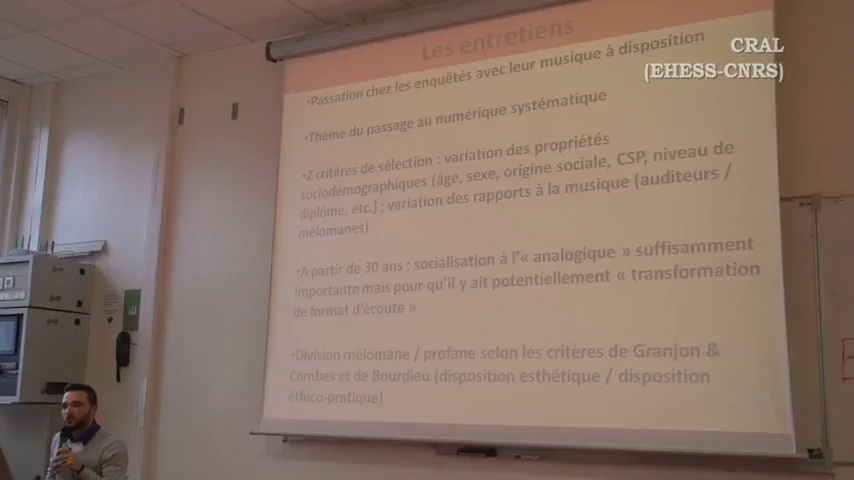 CRAL
(EHESS-CNRS)
Les entretiens
•Passation chez les enquêtés avec leur musique à disposition
•Thème du passage au numérique systématique
•2 critères de sélection : variation des propriétés
sociodémographiques (âge, sexe, origine sociale, CSP, niveau de
diplôme, etc.) ; variation des rapports à la musique (auditeurs /
mélomanes)
•A partir de 30 ans : socialisation à l'« analogique » suffisamment
importante mais pour qu'il y ait potentiellement « transformation
de format d'écoute »
•Division mélomane / profane selon les critères de Granjon &
Combes et de Bourdieu (disposition esthétique / disposition
éthico-pratique)